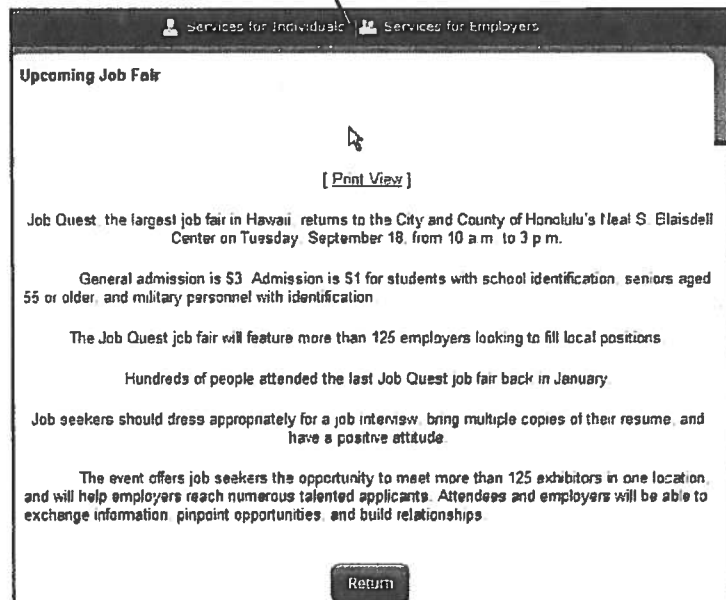 Services for Individuals Services for Employers
Upcoming Job Fair
[ Print View ]
Job Quest, the largest job fair in Hawaii, returns to the City and County of Honolulu's Neal S. Blaisdell
Center on Tuesday, September 18, from 10 a.m. to 3 p.m.
General admission is $3. Admission is $1 for students with school identification, seniors aged
55 or older, and military personnel with identification.
The Job Quest job fair will feature more than 125 employers looking to fill local positions.
Hundreds of people attended the last Job Quest job fair back in January.
Job seekers should dress appropriately for a job interview, bring multiple copies of their resume, and
have a positive attitude.
The event offers job seekers the opportunity to meet more than 125 exhibitors in one location,
and will help employers reach numerous talented applicants. Attendees and employers will be able to
exchange information, pinpoint opportunities, and build relationships.
Return